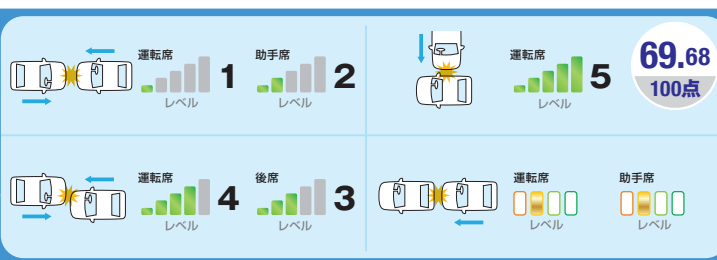 運転席 助手席
1 2
レベル レベル
運転席
5
レベル
69.68
100点
運転席 後席
4 3
レベル レベル
運転席 助手席
レベル レベル